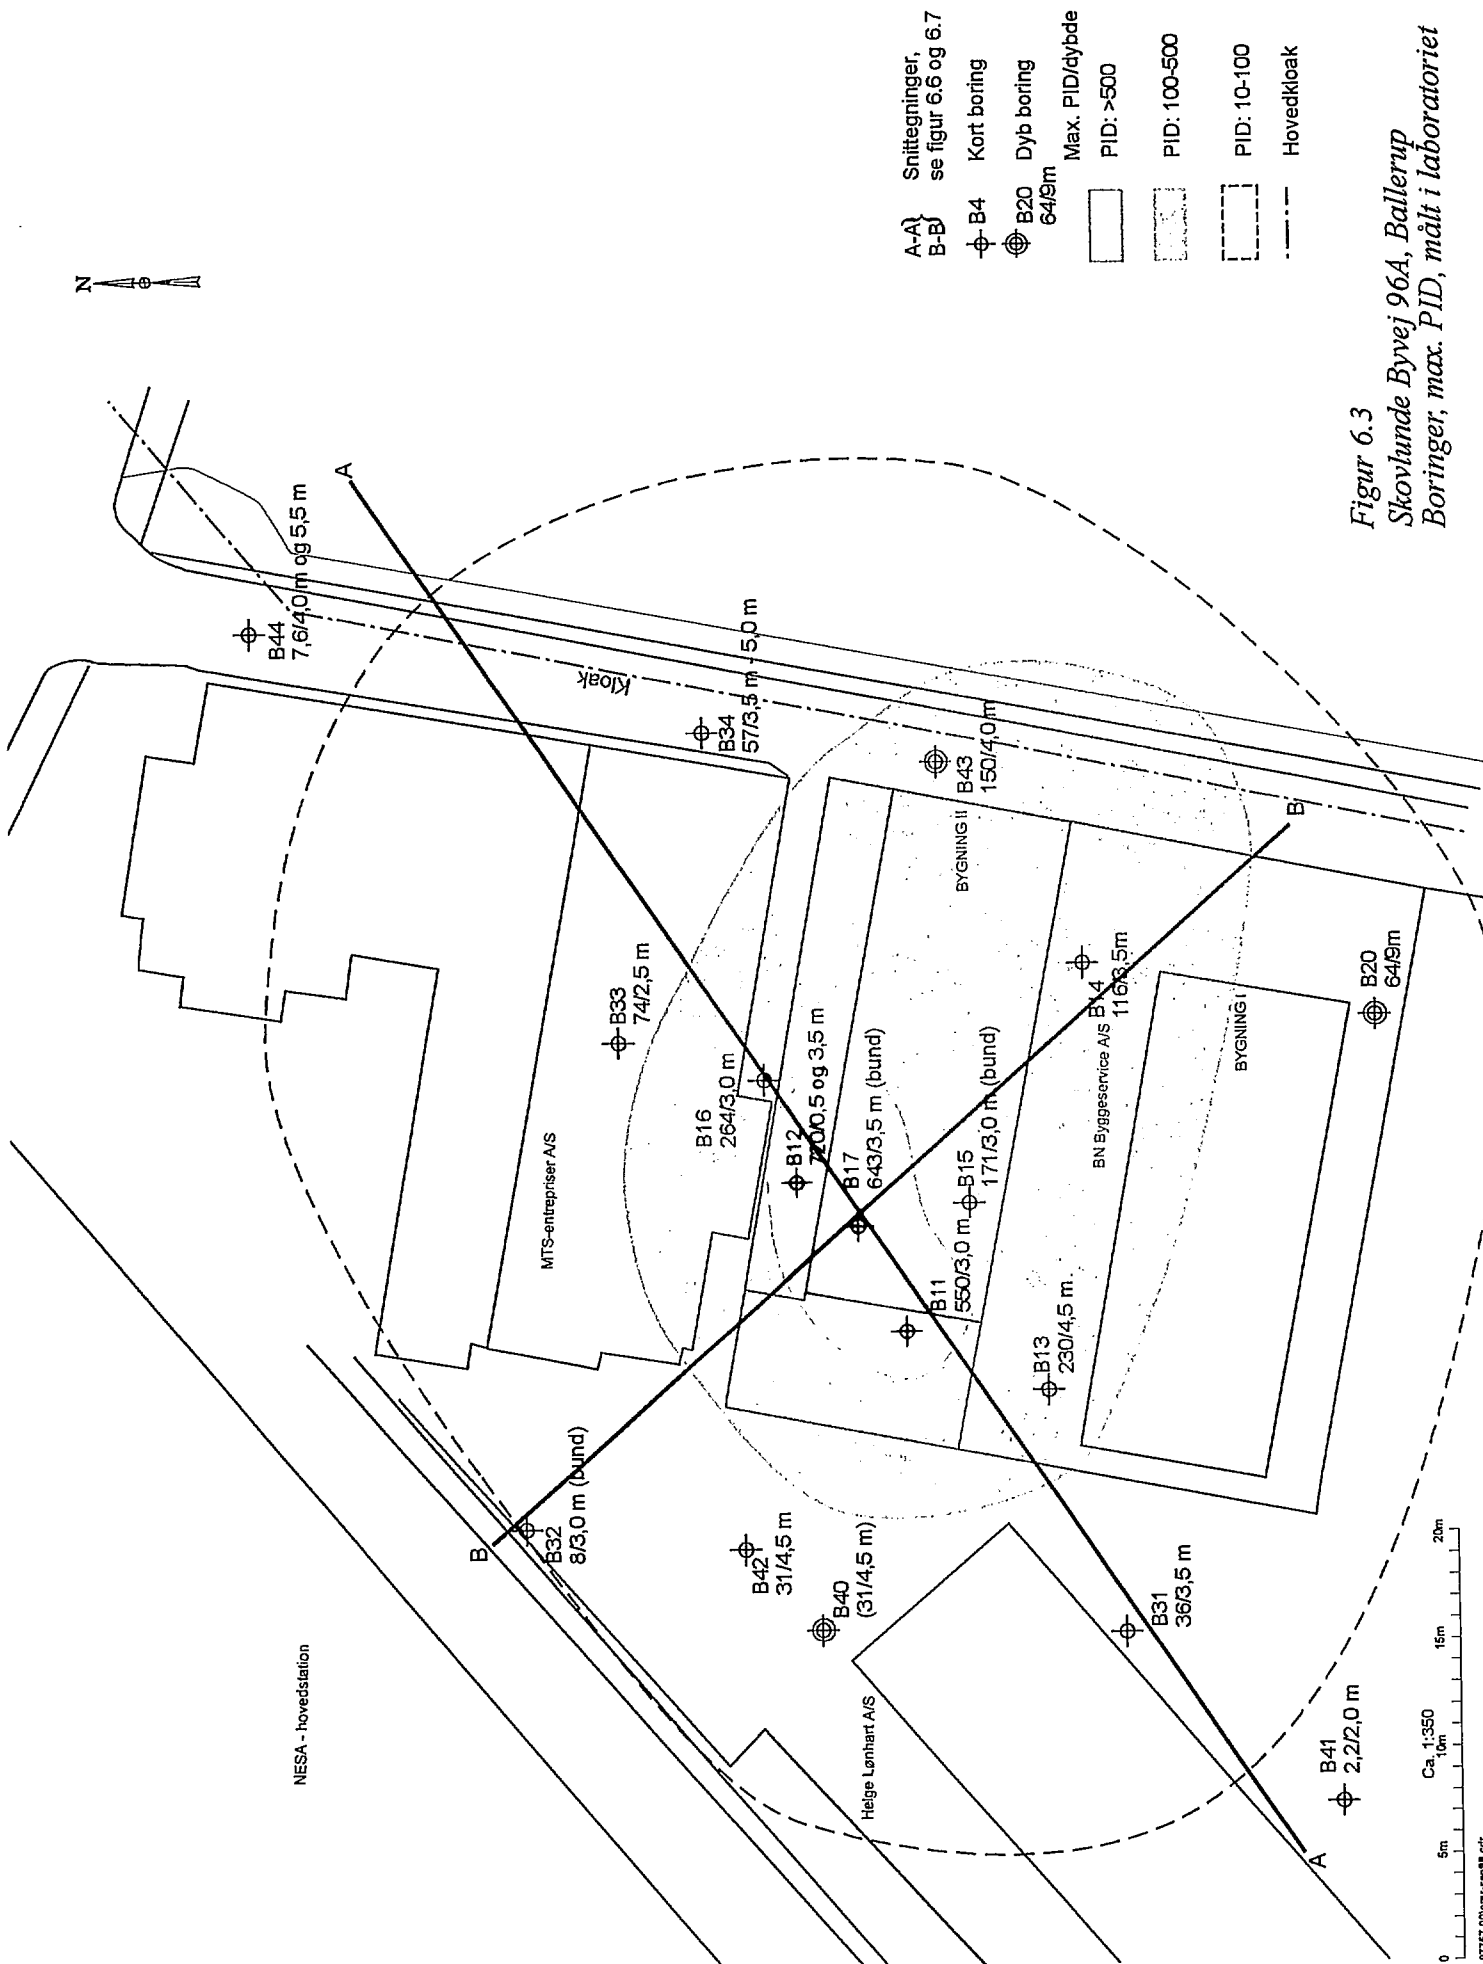 N
A
B44
7,6/4,0 m og 5,5 m
Kloak
B34
57/3,5 m - 5,0 m
B43
150/4,0 m
BYGNING II
B
B33
74/2,5 m
B16
264/3,0 m
MTS-entrepriser A/S
B12
720/0,5 og 3,5 m
B17
643/3,5 m (bund)
B15
171/3,0 m (bund)
B14
116/3,5m
BN Byggeservice A/S
BYGNING I
B20
64/9m
B11
550/3,0 m
B13
230/4,5 m
B
B32
8/3,0 m (bund)
B42
31/4,5 m
B40
(31/4,5 m)
NESA - hovedstation
Helge Lønhart A/S
B31
36/3,5 m
B41
2,2/2,0 m
A
Ca. 1:350
0 5m 10m 15m 20m
A-A} Snittegninger,
B-B} se figur 6.6 og 6.7
B4 Kort boring
B20 Dyb boring
64/9m
Max. PID/dybde
PID: >500
PID: 100-500
PID: 10-100
Hovedkloak
Figur 6.3
Skovlunde Byvej 96A, Ballerup
Boringer, max. PID, målt i laboratoriet